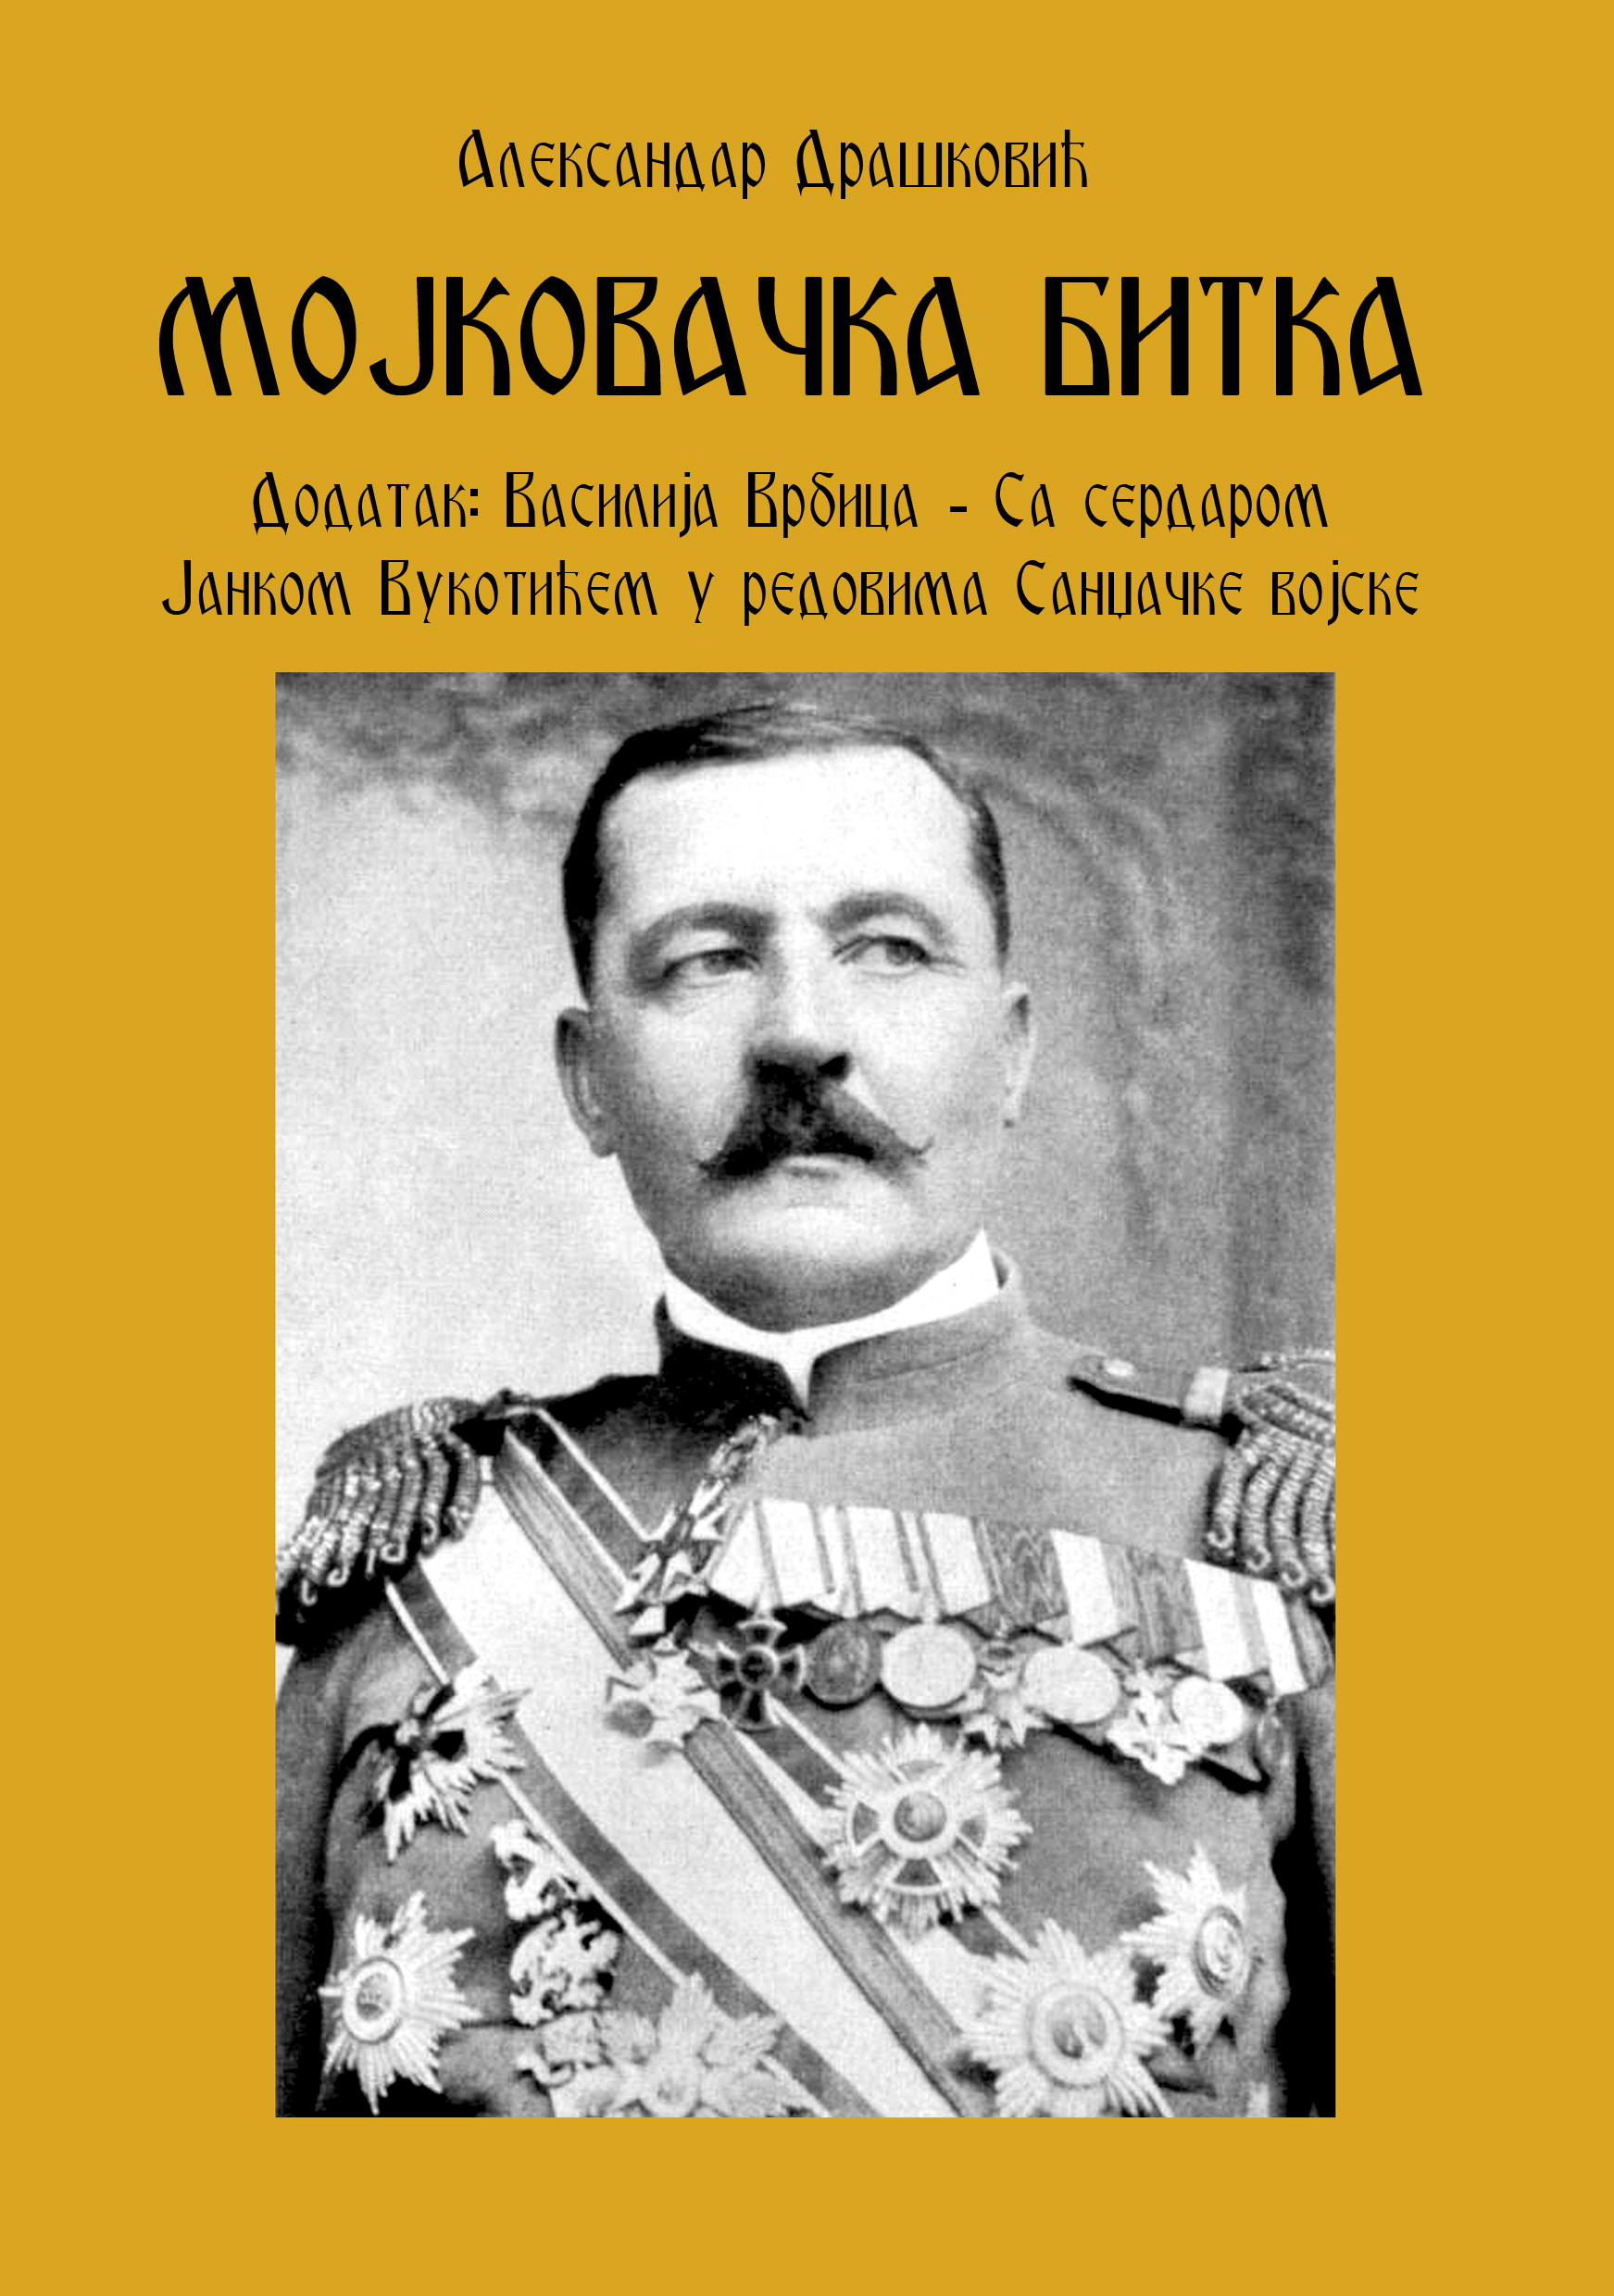 Александар Драшковић
МОЈКОВАЧКА БИТКА
Додатак: Василија Врбица - Са сердаром
Јанком Вукотићем у редовима Санџачке војске